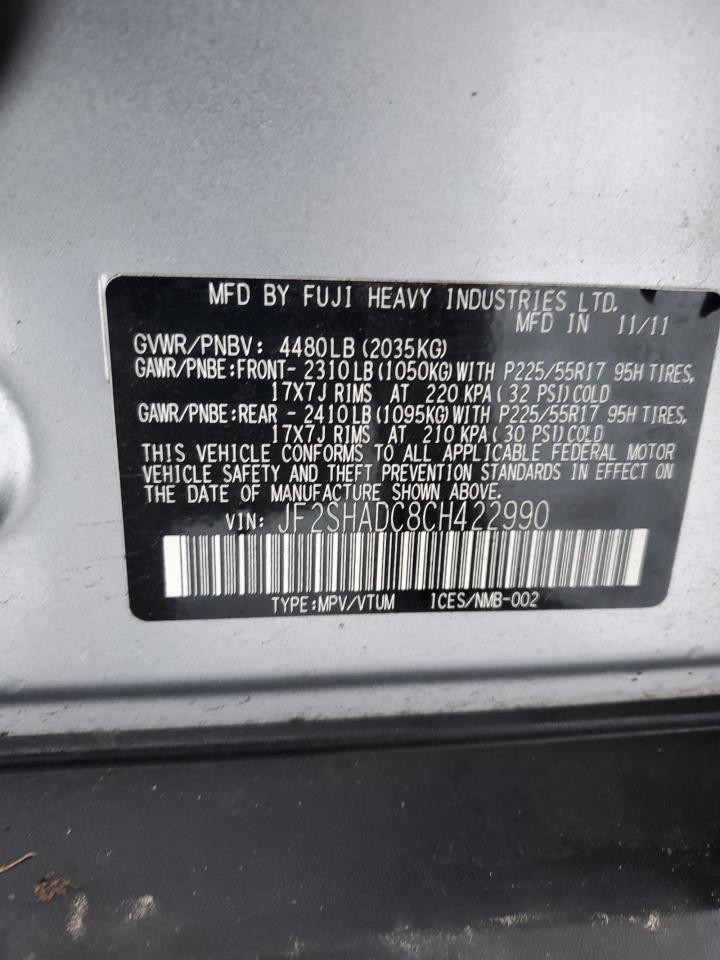 MFD BY FUJI HEAVY INDUSTRIES LTD.
MFD IN 11/11
GVWR/PNBV: 4480LB (2035KG)
GAWR/PNBE:FRONT- 2310LB (1050KG) WITH P225/55R17 95H TIRES,
17X7J RIMS AT 220 KPA ( 32 PSI) COLD
GAWR/PNBE:REAR - 2410LB (1095KG) WITH P225/55R17 95H TIRES,
17X7J RIMS AT 210 KPA ( 30 PSI) COLD
THIS VEHICLE CONFORMS TO ALL APPLICABLE FEDERAL MOTOR
VEHICLE SAFETY AND THEFT PREVENTION STANDARDS IN EFFECT ON
THE DATE OF MANUFACTURE SHOWN ABOVE.
VIN: JF2SHADC8CH422990
TYPE:MPV/VTUM ICES/NMB-002